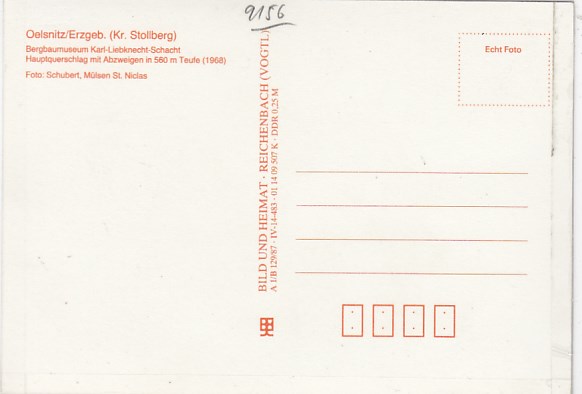 9156
Oelsnitz/Erzgeb. (Kr. Stollberg)
Bergbaumuseum Karl-Liebknecht-Schacht
Hauptquerschlag mit Abzweigen in 560 m Teufe (1968)
Foto: Schubert, Mülsen St. Niclas
BILD UND HEIMAT · REICHENBACH (VOGTL)
A 1/B 129/87 · IV-14-483 · 01 14 09 507 K · DDR 0,25 M
Echt Foto